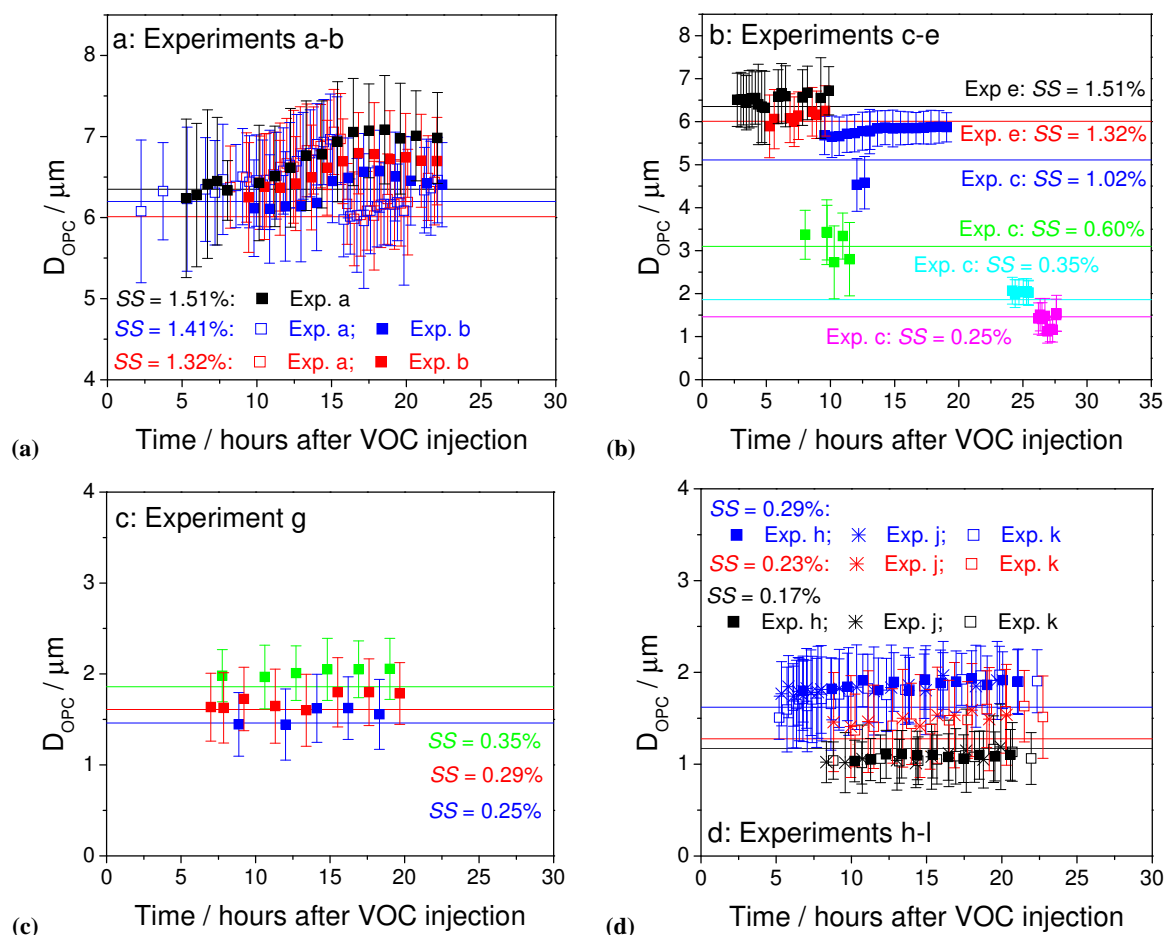 a: Experiments a-b
D_OPC / µm
8
7
6
5
4
SS = 1.51%: Exp. a
SS = 1.41%: Exp. a; Exp. b
SS = 1.32%: Exp. a; Exp. b
0 5 10 15 20 25 30
Time / hours after VOC injection
(a)
b: Experiments c-e
D_OPC / µm
8
7
6
5
4
3
2
1
0
Exp e: SS = 1.51%
Exp. e: SS = 1.32%
Exp. c: SS = 1.02%
Exp. c: SS = 0.60%
Exp. c: SS = 0.35%
Exp. c: SS = 0.25%
0 5 10 15 20 25 30 35
Time / hours after VOC injection
(b)
c: Experiment g
D_OPC / µm
4
3
2
1
0
SS = 0.35%
SS = 0.29%
SS = 0.25%
0 5 10 15 20 25 30
Time / hours after VOC injection
(c)
D_OPC / µm
4
3
2
1
0
SS = 0.29%:
Exp. h; Exp. j; Exp. k
SS = 0.23%: Exp. j; Exp. k
SS = 0.17%
Exp. h; Exp. j; Exp. k
d: Experiments h-l
0 5 10 15 20 25 30
Time / hours after VOC injection
(d)